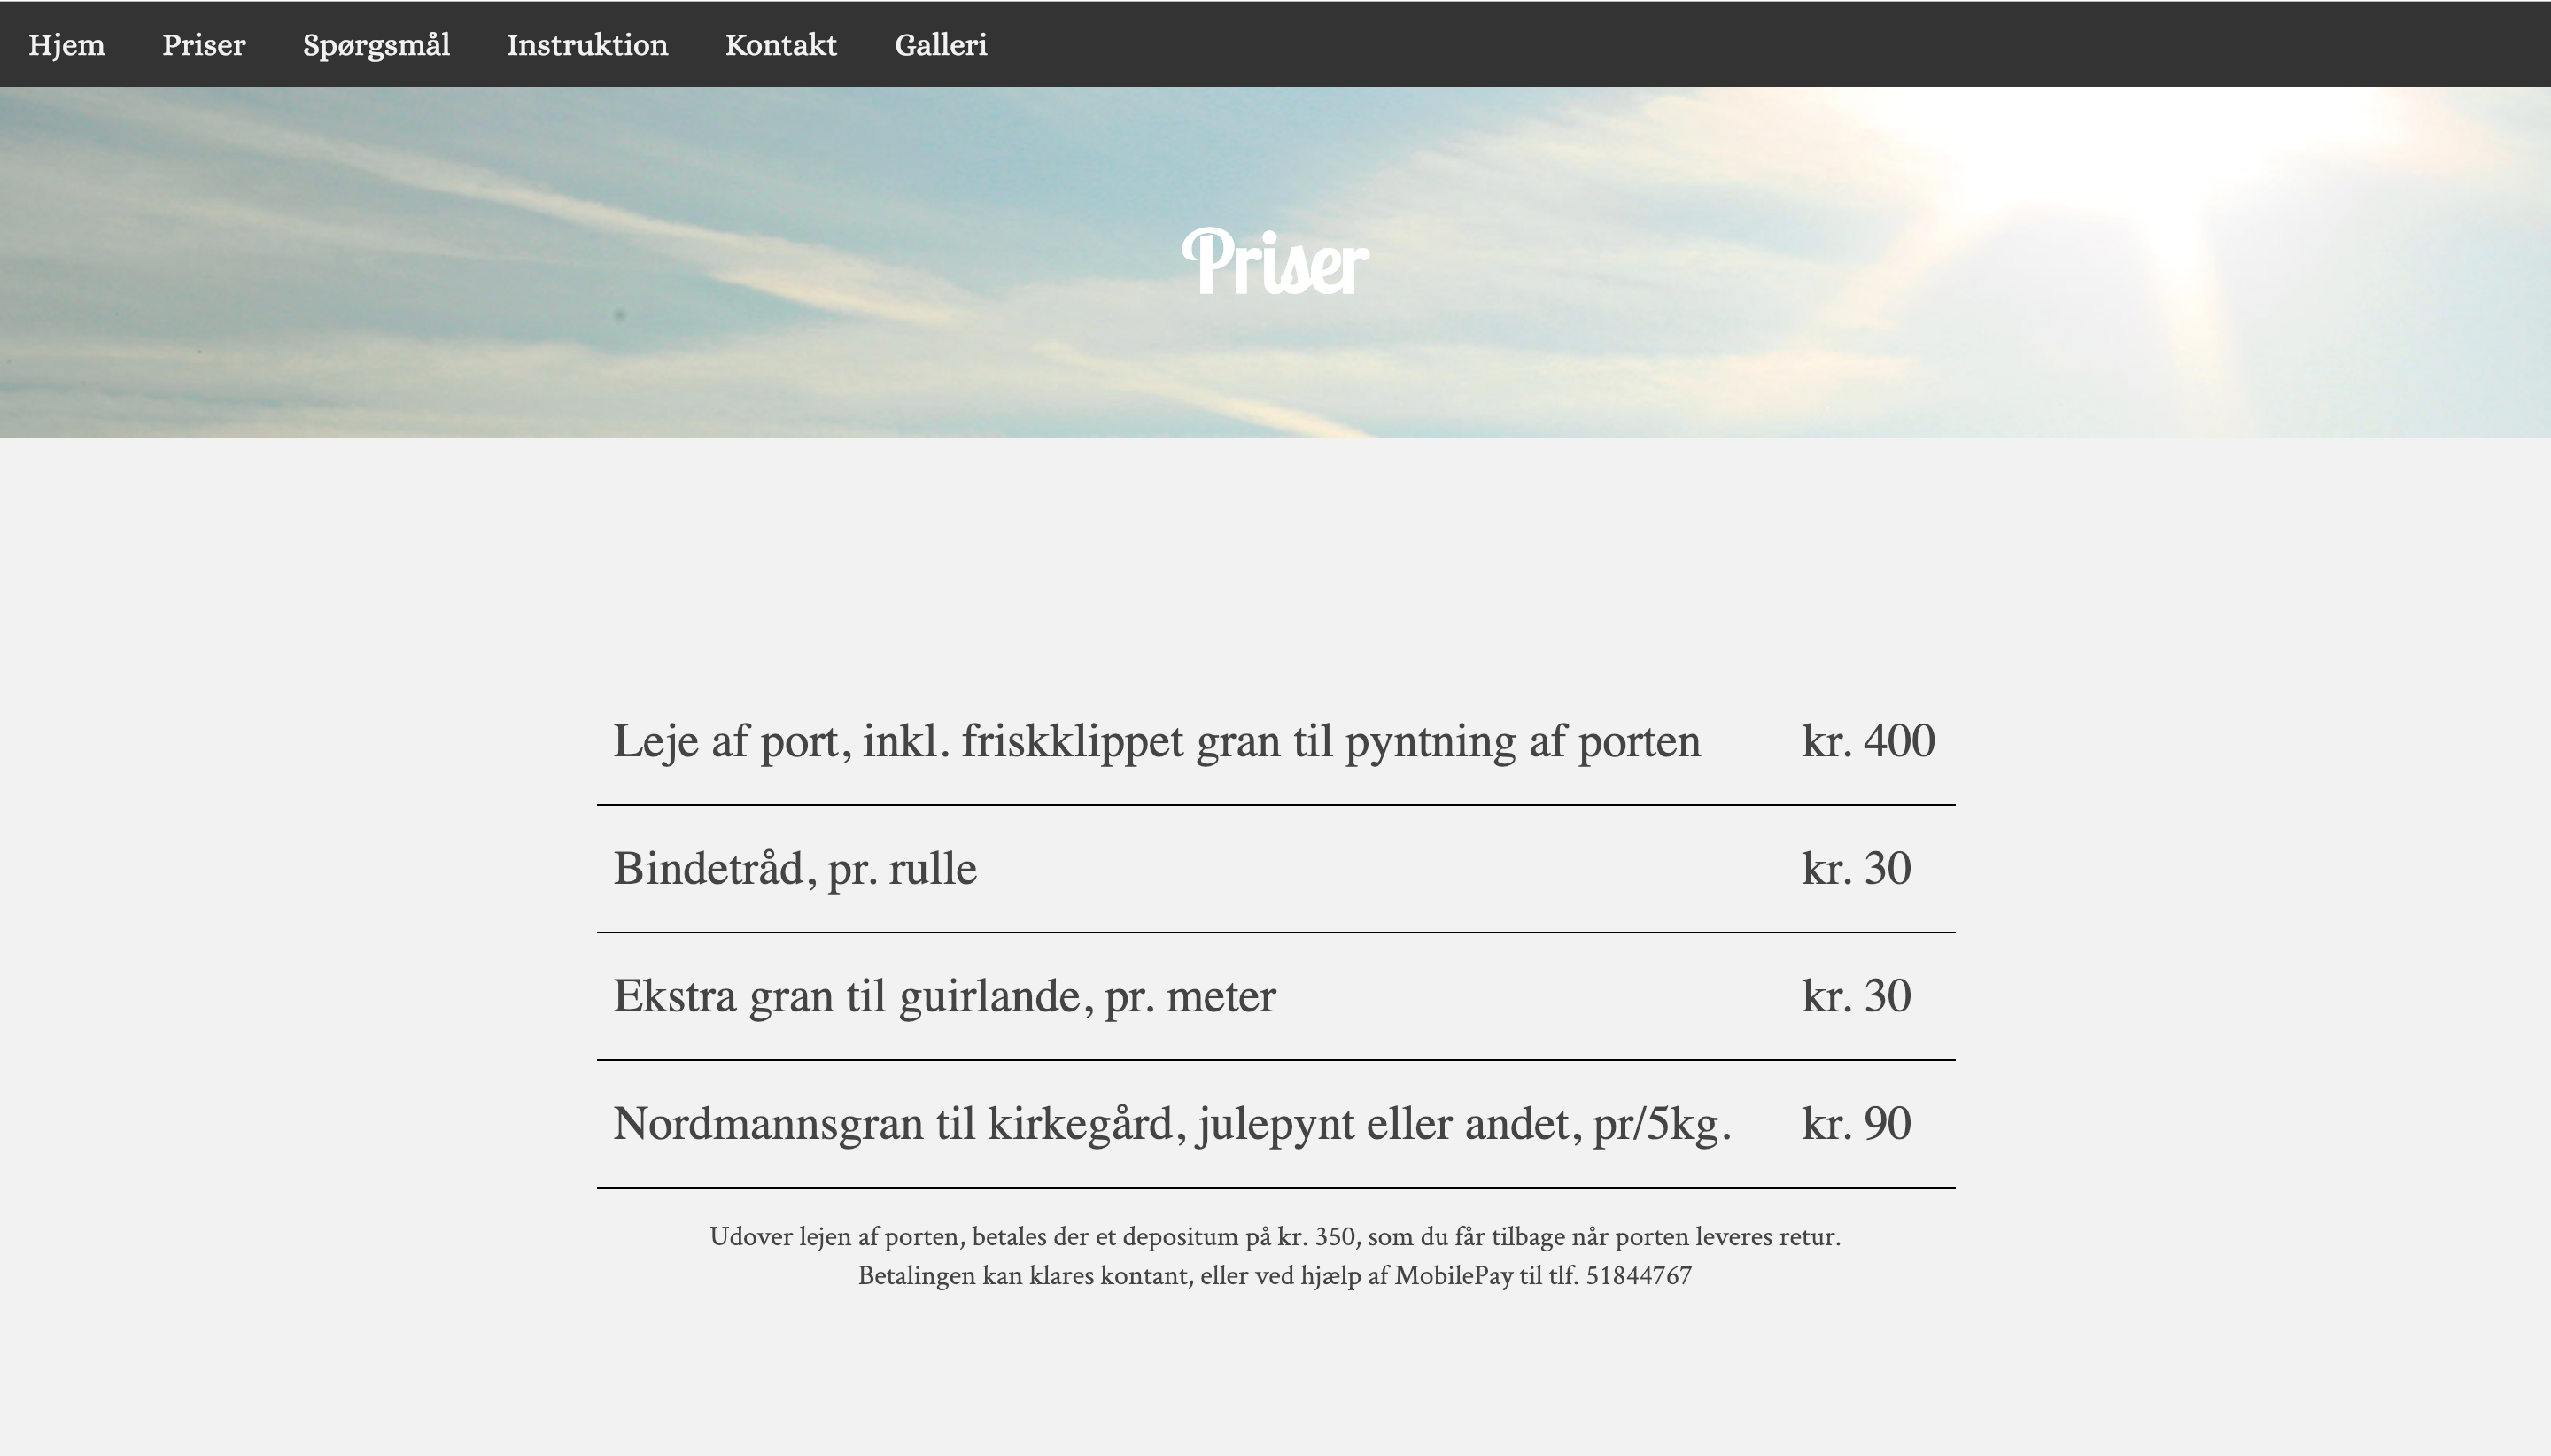 Hjem Priser Spørgsmål Instruktion Kontakt Galleri
Priser
Leje af port, inkl. friskklippet gran til pyntning af porten kr. 400
Bindetråd, pr. rulle kr. 30
Ekstra gran til guirlande, pr. meter kr. 30
Nordmannsgran til kirkegård, julepynt eller andet, pr/5kg. kr. 90
Udover lejen af porten, betales der et depositum på kr. 350, som du får tilbage når porten leveres retur.
Betalingen kan klares kontant, eller ved hjælp af MobilePay til tlf. 51844767